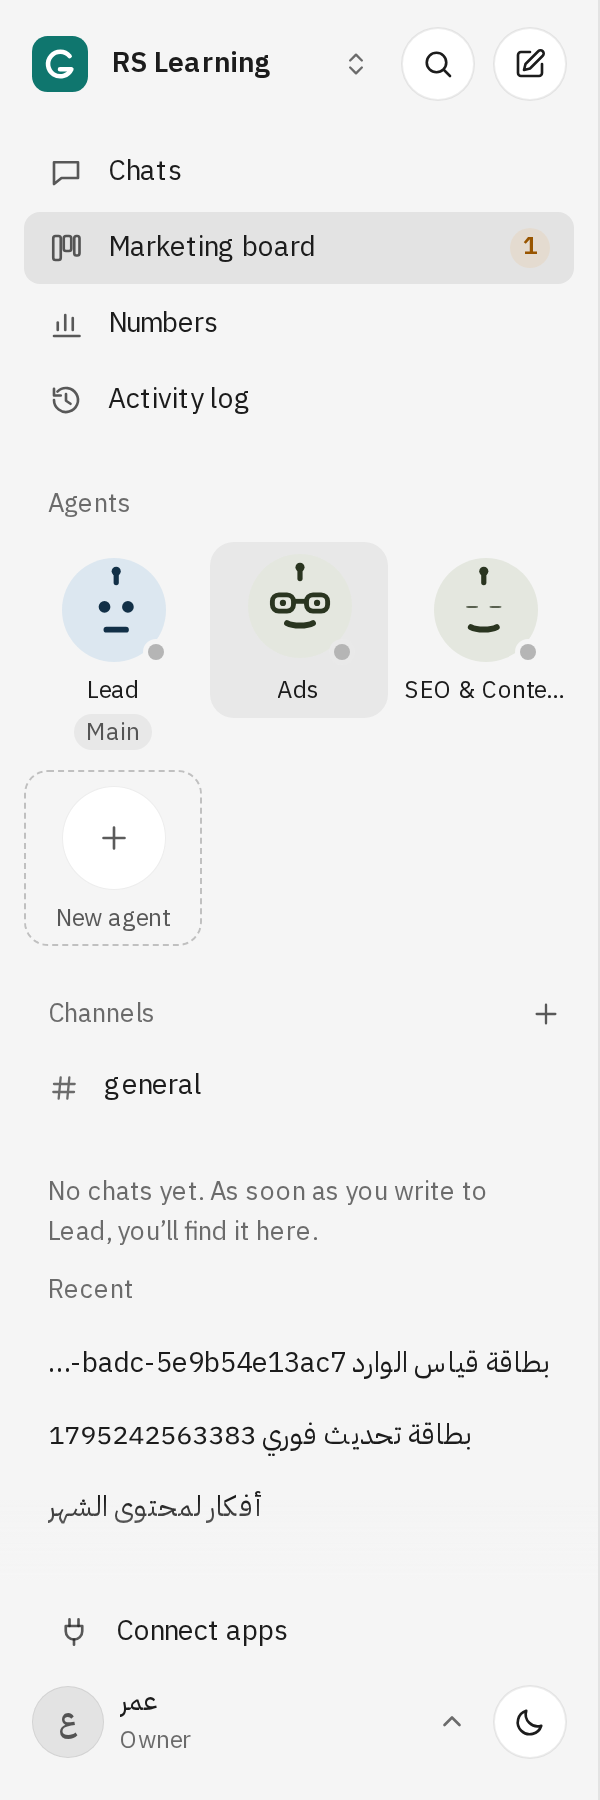 RS Learning
Chats
Marketing board 1
Numbers
Activity log
Agents
Lead
Ads
SEO & Conte...
Main
New agent
Channels
# general
No chats yet. As soon as you write to
Lead, you’ll find it here.
Recent
بطاقة قياس الوارد badc-5e9b54e13ac7-...
بطاقة تحديث فوري 1795242563383
أفكار لمحتوى الشهر
Connect apps
ع
عمر
Owner